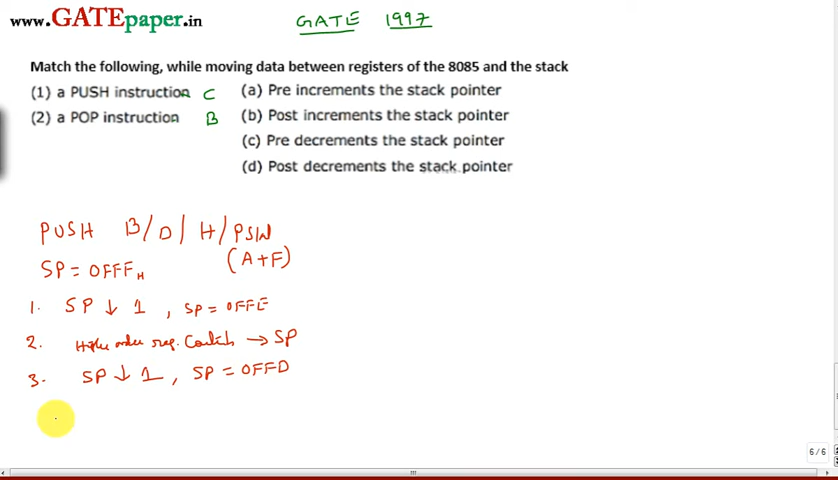 www.GATEpaper.in
GATE 1997
Match the following, while moving data between registers of the 8085 and the stack
(1) a PUSH instruction C (a) Pre increments the stack pointer
(2) a POP instruction B (b) Post increments the stack pointer
(c) Pre decrements the stack pointer
(d) Post decrements the stack pointer
PUSH B/D/H/PSW
SP = 0FFFH (A+F)
1. SP ↓ 1, SP = 0FFE
2. Higher order reg. → SP
3. SP ↓ 1, SP = 0FFD
6/6